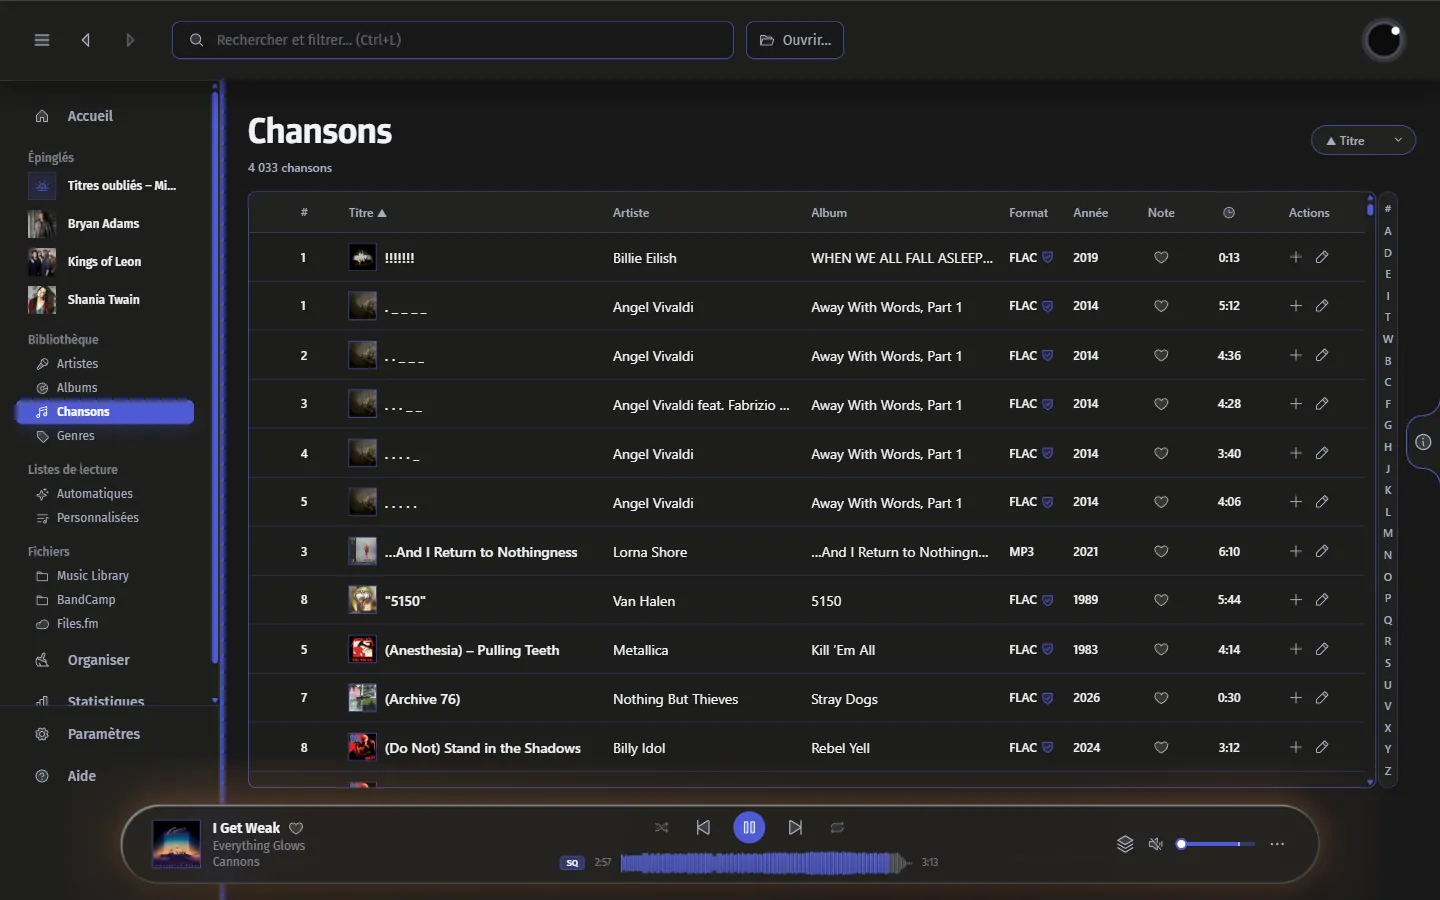 Rechercher et filtrer... (Ctrl+L)
Ouvrir...
Accueil
Épinglés
Titres oubliés – Mi...
Bryan Adams
Kings of Leon
Shania Twain
Bibliothèque
Artistes
Albums
Chansons
Genres
Listes de lecture
Automatiques
Personnalisées
Fichiers
Music Library
BandCamp
Files.fm
Organiser
Statistiques
Paramètres
Aide
Chansons
4 033 chansons
▲ Titre
# Titre ▲ Artiste Album Format Année Note Actions
1 !!!!!!! Billie Eilish WHEN WE ALL FALL ASLEEP... FLAC 2019 0:13
1 . _ _ _ _ Angel Vivaldi Away With Words, Part 1 FLAC 2014 5:12
2 . . _ _ _ Angel Vivaldi Away With Words, Part 1 FLAC 2014 4:36
3 . . . _ _ Angel Vivaldi feat. Fabrizio ... Away With Words, Part 1 FLAC 2014 4:28
4 . . . . _ Angel Vivaldi Away With Words, Part 1 FLAC 2014 3:40
5 . . . . . Angel Vivaldi Away With Words, Part 1 FLAC 2014 4:06
3 ...And I Return to Nothingness Lorna Shore ...And I Return to Nothingn... MP3 2021 6:10
8 "5150" Van Halen 5150 FLAC 1989 5:44
5 (Anesthesia) – Pulling Teeth Metallica Kill 'Em All FLAC 1983 4:14
7 (Archive 76) Nothing But Thieves Stray Dogs FLAC 2026 0:30
8 (Do Not) Stand in the Shadows Billy Idol Rebel Yell FLAC 2024 3:12
#
A
D
E
I
T
W
B
C
F
G
H
J
K
L
M
N
O
P
Q
R
S
U
V
X
Y
Z
I Get Weak
Everything Glows
Cannons
SQ 2:57 3:13